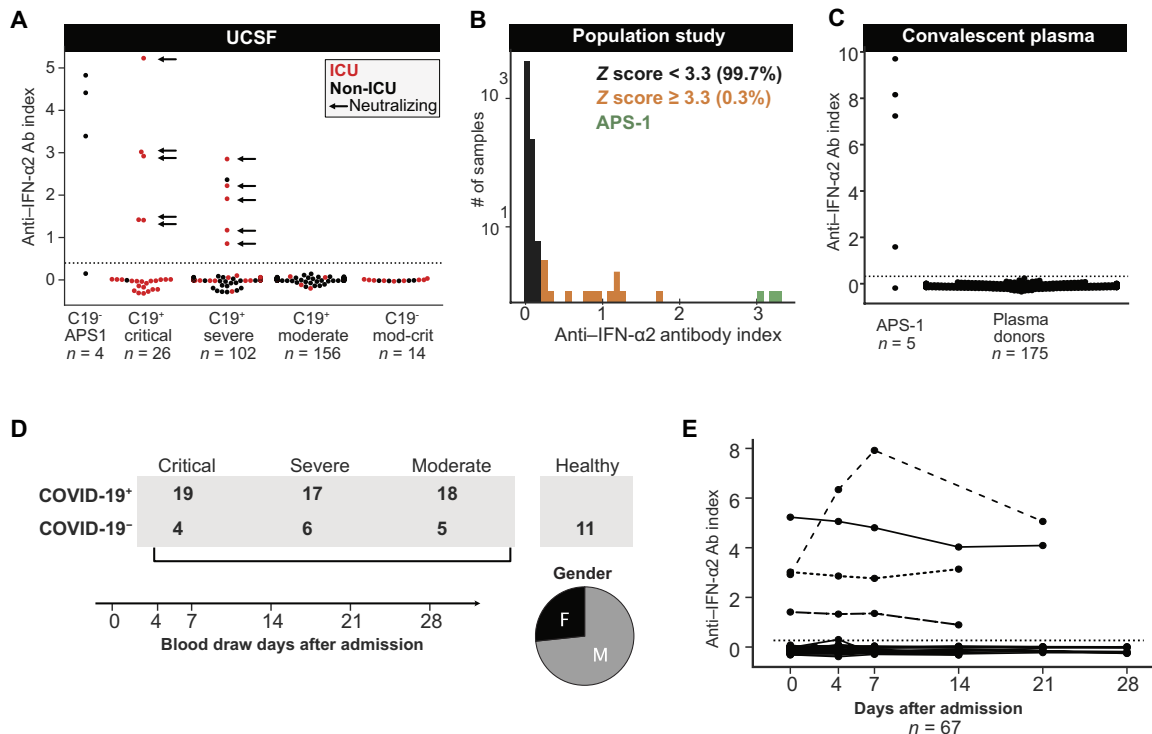 A
UCSF
Anti–IFN-α2 Ab index
5
4
3
2
1
0
ICU
Non-ICU
Neutralizing
C19⁻
APS1
n = 4
C19⁺
critical
n = 26
C19⁺
severe
n = 102
C19⁺
moderate
n = 156
C19⁻
mod-crit
n = 14
B
Population study
# of samples
10³
10¹
Z score < 3.3 (99.7%)
Z score ≥ 3.3 (0.3%)
APS-1
0
1
2
3
Anti–IFN-α2 antibody index
C
Convalescent plasma
Anti–IFN-α2 Ab index
10
8
6
4
2
0
APS-1
n = 5
Plasma
donors
n = 175
D
Critical Severe Moderate Healthy
COVID-19⁺ 19 17 18
COVID-19⁻ 4 6 5 11
0 4 7 14 21 28
Blood draw days after admission
Gender
F
M
E
Anti–IFN-α2 Ab index
8
6
4
2
0
0 4 7 14 21 28
Days after admission
n = 67